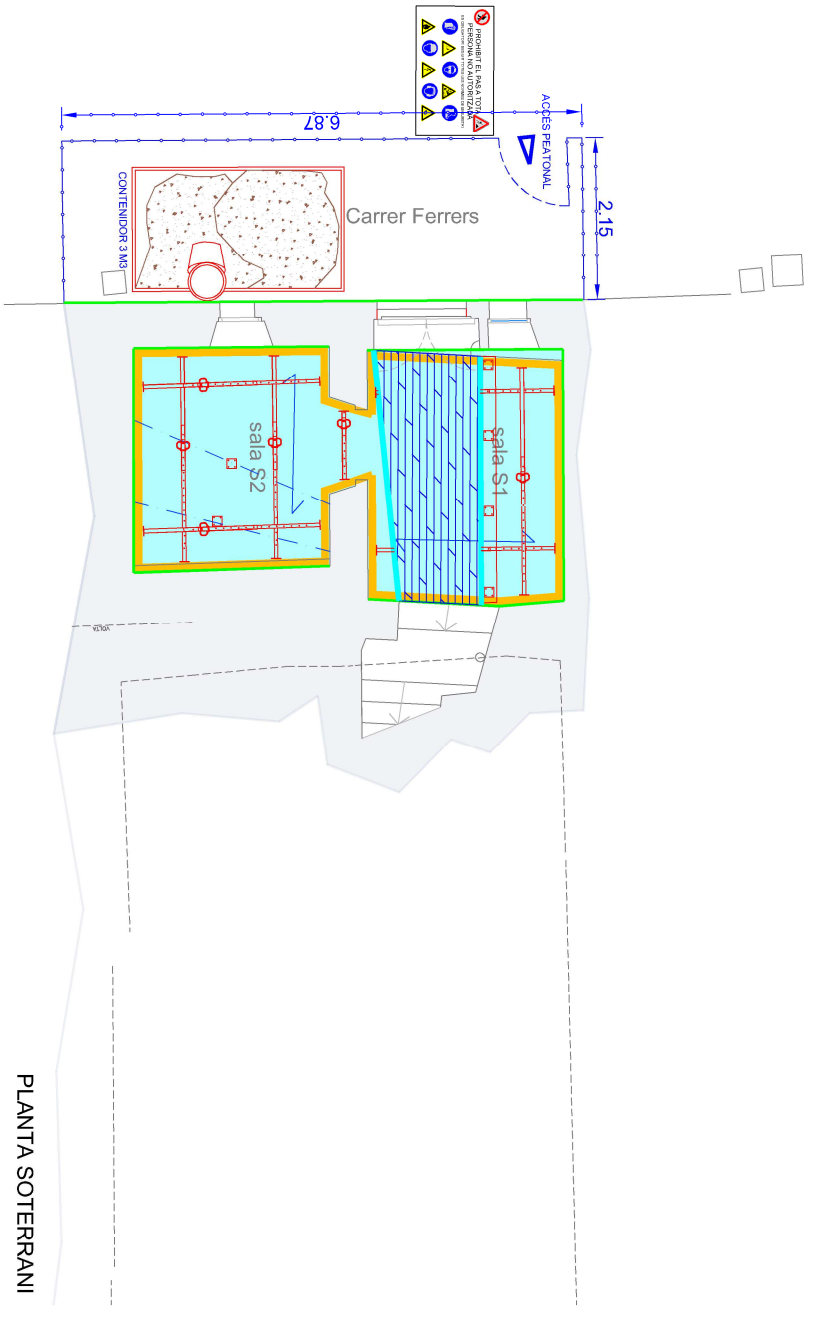 PROHIBIT EL PAS A TOTA
PERSONA NO AUTORITZADA
ACCÉS PEATONAL
6.87
2.15
CONTENIDOR 3 M3
Carrer Ferrers
sala S2
sala S1
VOLTA
PLANTA SOTERRANI